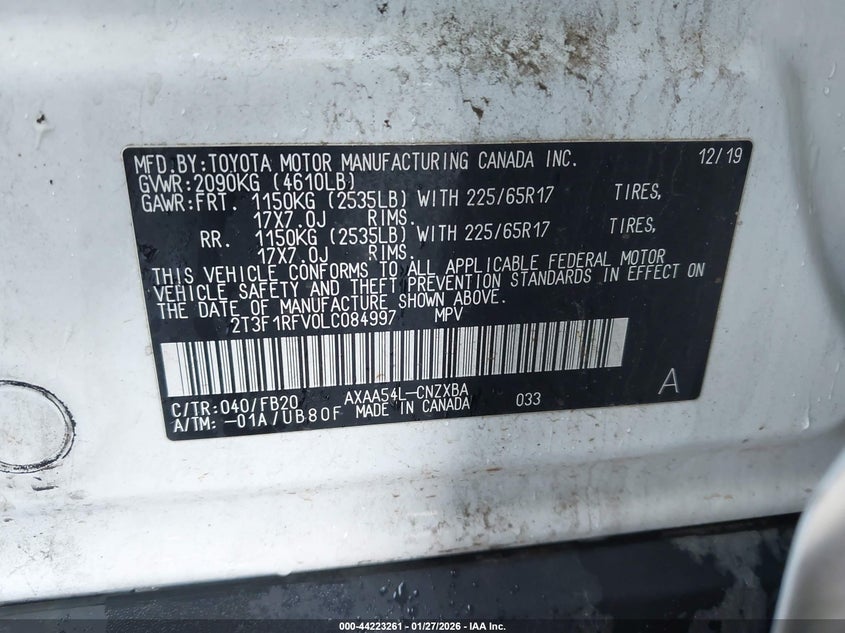 MFD.BY:TOYOTA MOTOR MANUFACTURING CANADA INC. 12/19
GVWR:2090KG (4610LB)
GAWR:FRT. 1150KG (2535LB) WITH 225/65R17 TIRES,
17X7.0J RIMS.
RR. 1150KG (2535LB) WITH 225/65R17 TIRES,
17X7.0J RIMS.
THIS VEHICLE CONFORMS TO ALL APPLICABLE FEDERAL MOTOR
VEHICLE SAFETY AND THEFT PREVENTION STANDARDS IN EFFECT ON
THE DATE OF MANUFACTURE SHOWN ABOVE.
2T3F1RFV0LC084997 MPV
C/TR:040/FB20 AXAA54L-CNZXBA 033 A
A/TM:-01A/UB80F MADE IN CANADA
000-44223261 - 01/27/2026 - IAA Inc.